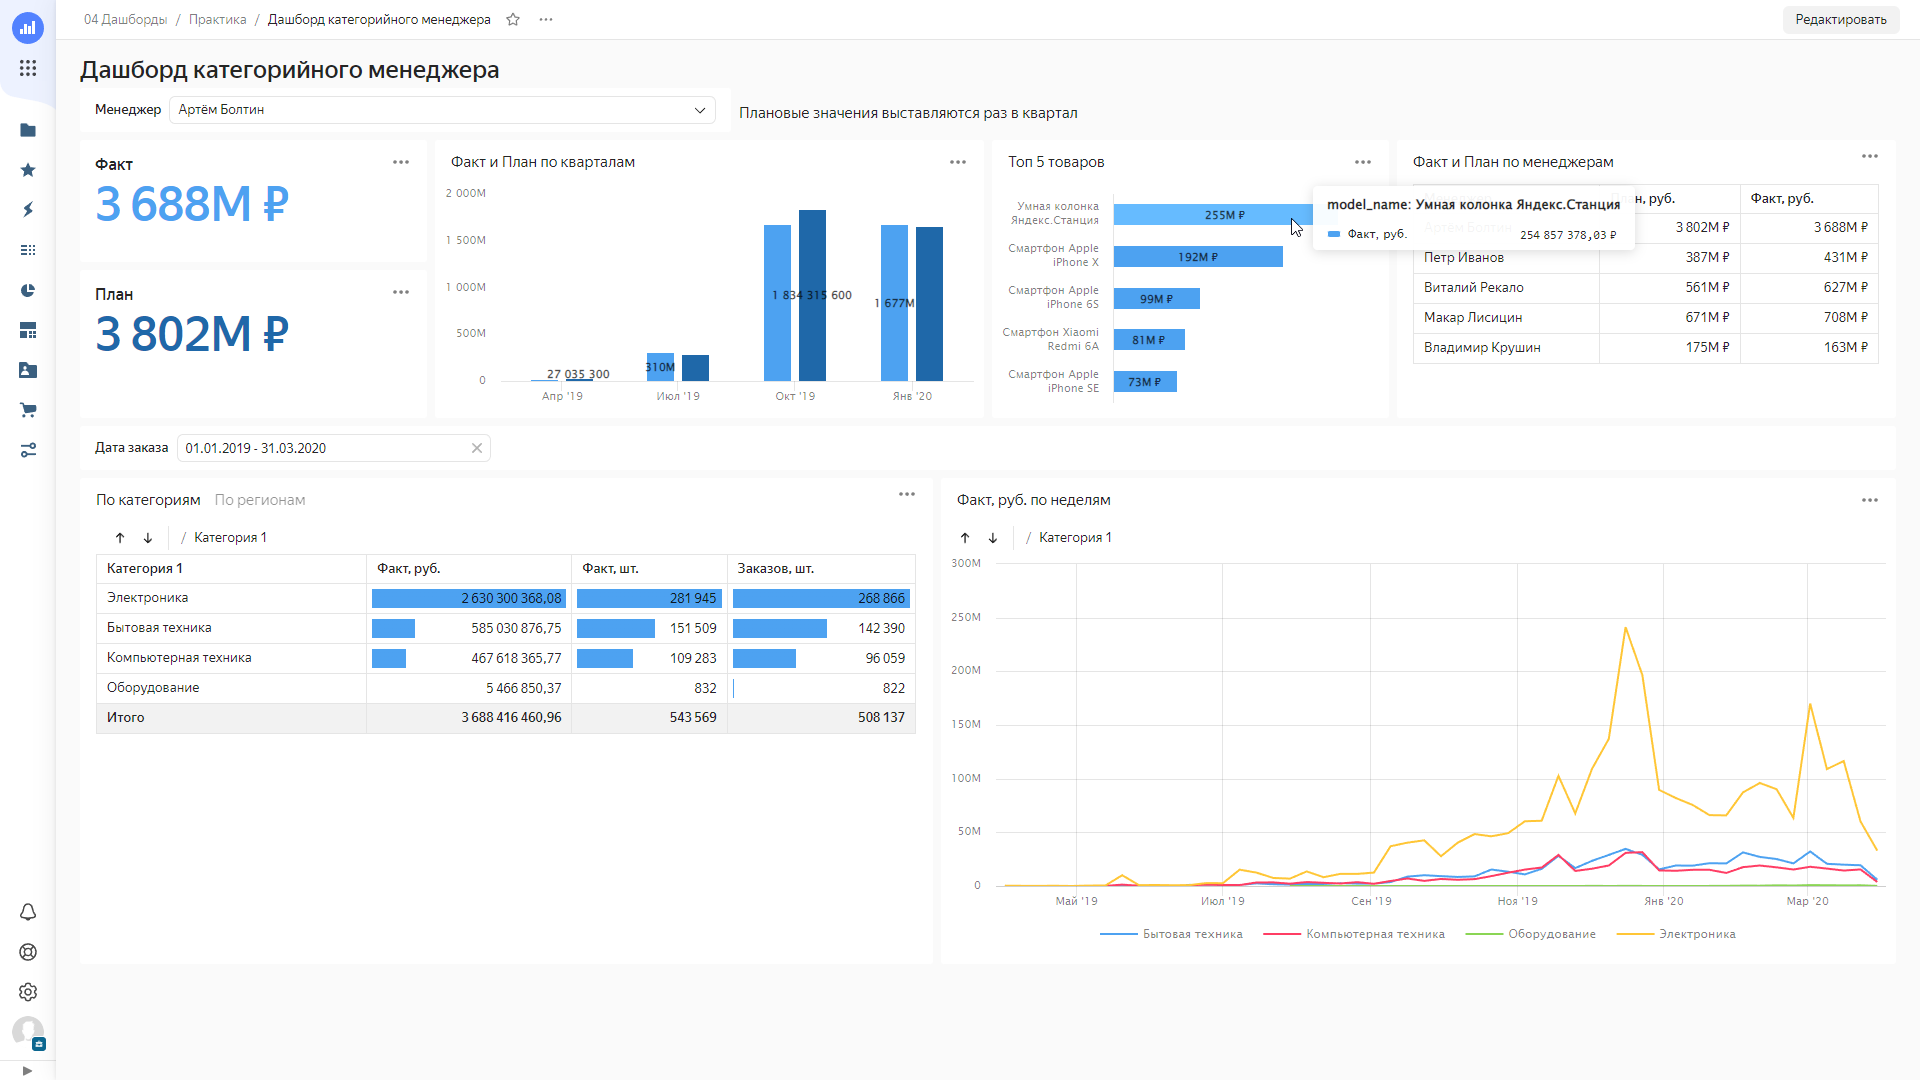 04 Дашборды / Практика / Дашборд категорийного менеджера
Редактировать
Дашборд категорийного менеджера
Менеджер
Артём Болтин
Плановые значения выставляются раз в квартал
Факт
3 688M ₽
План
3 802M ₽
Факт и План по кварталам
2 000M
1 500M
1 000M
500M
0
27 035 300
310M
1 834 315 600
1 677M
Апр '19
Июл '19
Окт '19
Янв '20
Топ 5 товаров
Умная колонка
Яндекс.Станция
255M ₽
Смартфон Apple
iPhone X
192M ₽
Смартфон Apple
iPhone 6S
99M ₽
Смартфон Xiaomi
Redmi 6A
81M ₽
Смартфон Apple
iPhone SE
73M ₽
model_name: Умная колонка Яндекс.Станция
Факт, руб. 254 857 378,03 ₽
Факт и План по менеджерам
н, руб. Факт, руб.
3 802M ₽ 3 688M ₽
Петр Иванов 387M ₽ 431M ₽
Виталий Рекало 561M ₽ 627M ₽
Макар Лисицин 671M ₽ 708M ₽
Владимир Крушин 175M ₽ 163M ₽
Дата заказа
01.01.2019 - 31.03.2020
По категориям По регионам
/ Категория 1
Категория 1 Факт, руб. Факт, шт. Заказов, шт.
Электроника 2 630 300 368,08 281 945 268 866
Бытовая техника 585 030 876,75 151 509 142 390
Компьютерная техника 467 618 365,77 109 283 96 059
Оборудование 5 466 850,37 832 822
Итого 3 688 416 460,96 543 569 508 137
Факт, руб. по неделям
/ Категория 1
300M
250M
200M
150M
100M
50M
0
Май '19
Июл '19
Сен '19
Ноя '19
Янв '20
Мар '20
Бытовая техника
Компьютерная техника
Оборудование
Электроника